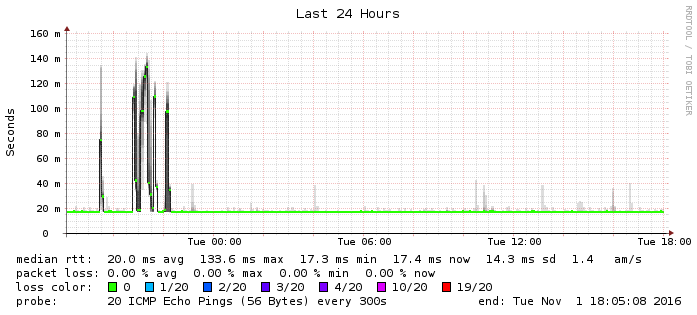 Last 24 Hours
RRDTOOL / TOBI OETIKER
Seconds
160 m
140 m
120 m
100 m
80 m
60 m
40 m
20 m
0
Tue 00:00 Tue 06:00 Tue 12:00 Tue 18:00
median rtt: 20.0 ms avg 133.6 ms max 17.3 ms min 17.4 ms now 14.3 ms sd 1.4 am/s
packet loss: 0.00 % avg 0.00 % max 0.00 % min 0.00 % now
loss color: 0 1/20 2/20 3/20 4/20 10/20 19/20
probe: 20 ICMP Echo Pings (56 Bytes) every 300s end: Tue Nov 1 18:05:08 2016